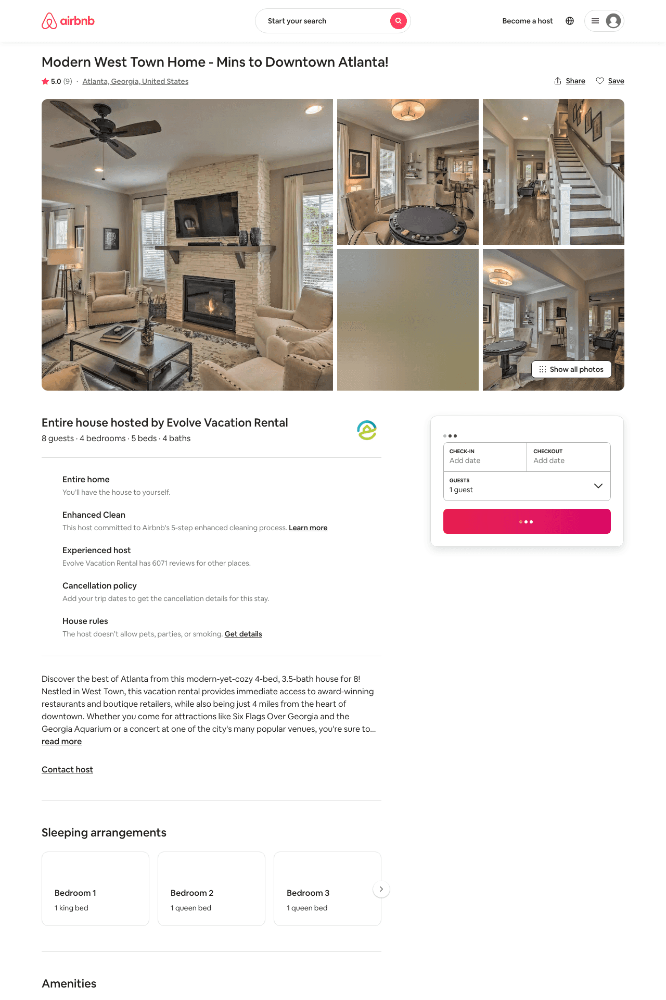 airbnb
Start your search
Become a host
Modern West Town Home - Mins to Downtown Atlanta!
5.0 (9) · Atlanta, Georgia, United States
Share
Save
Show all photos
Entire house hosted by Evolve Vacation Rental
8 guests · 4 bedrooms · 5 beds · 4 baths
CHECK-IN
Add date
CHECKOUT
Add date
GUESTS
1 guest
Entire home
You’ll have the house to yourself.
Enhanced Clean
This host committed to Airbnb's 5-step enhanced cleaning process. Learn more
Experienced host
Evolve Vacation Rental has 6071 reviews for other places.
Cancellation policy
Add your trip dates to get the cancellation details for this stay.
House rules
The host doesn’t allow pets, parties, or smoking. Get details
Discover the best of Atlanta from this modern-yet-cozy 4-bed, 3.5-bath house for 8!
Nestled in West Town, this vacation rental provides immediate access to award-winning
restaurants and boutique retailers, while also being just 4 miles from the heart of
downtown. Whether you come for attractions like Six Flags Over Georgia and the
Georgia Aquarium or a concert at one of the city's many popular venues, you're sure to…
read more
Contact host
Sleeping arrangements
Bedroom 1
1 king bed
Bedroom 2
1 queen bed
Bedroom 3
1 queen bed
Amenities